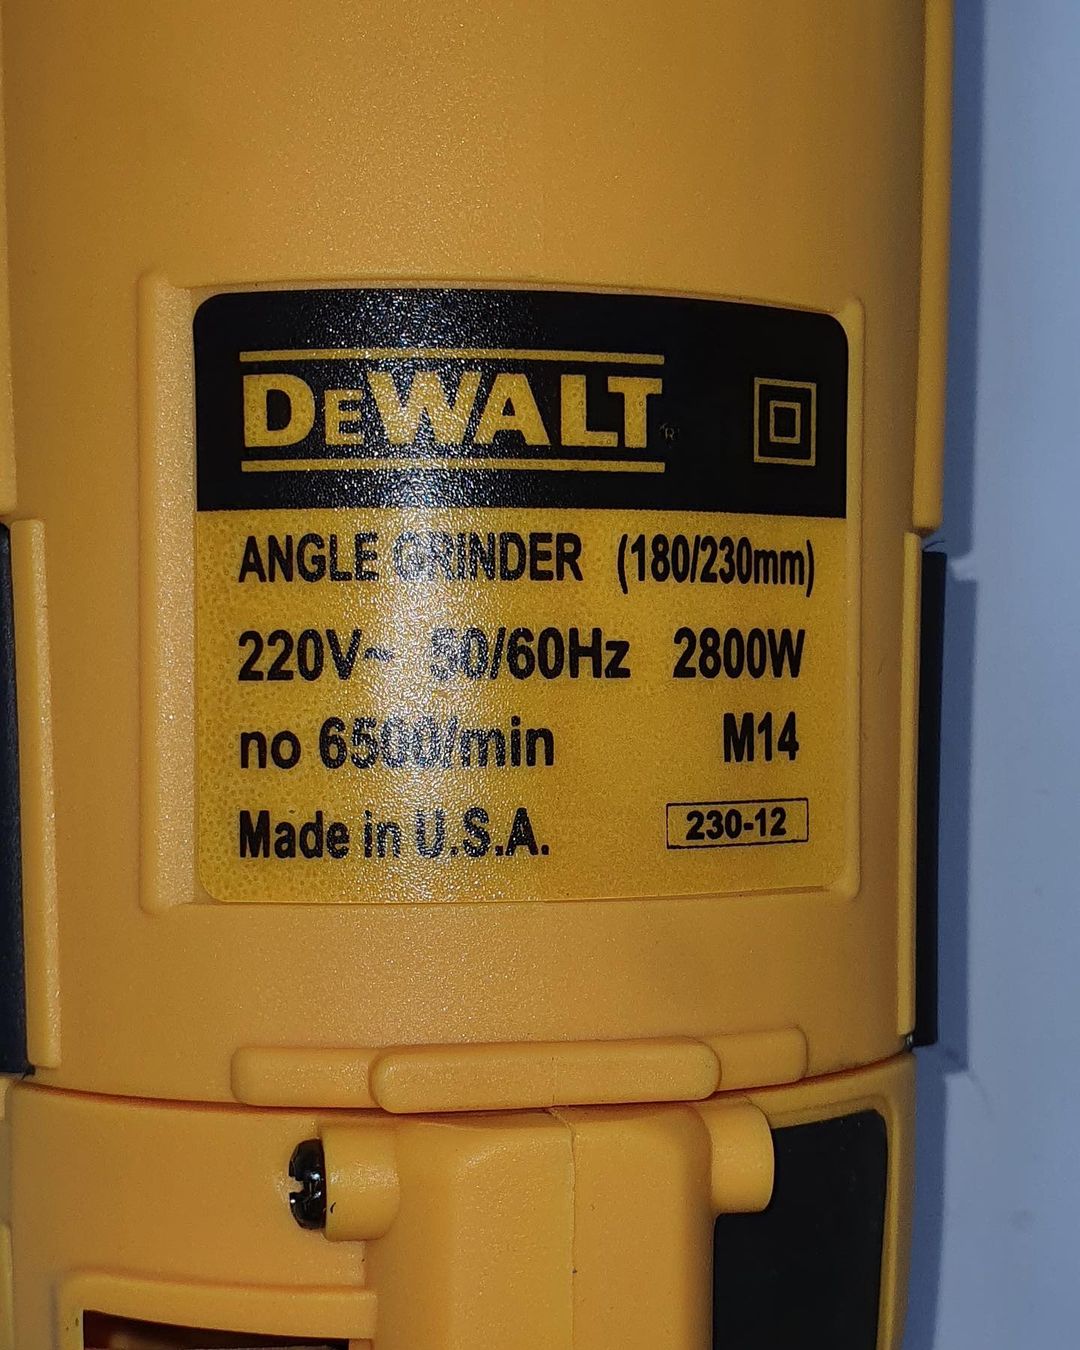 DEWALT ®
ANGLE GRINDER (180/230mm)
220V~ 50/60Hz 2800W
no 6500/min M14
Made in U.S.A. 230-12